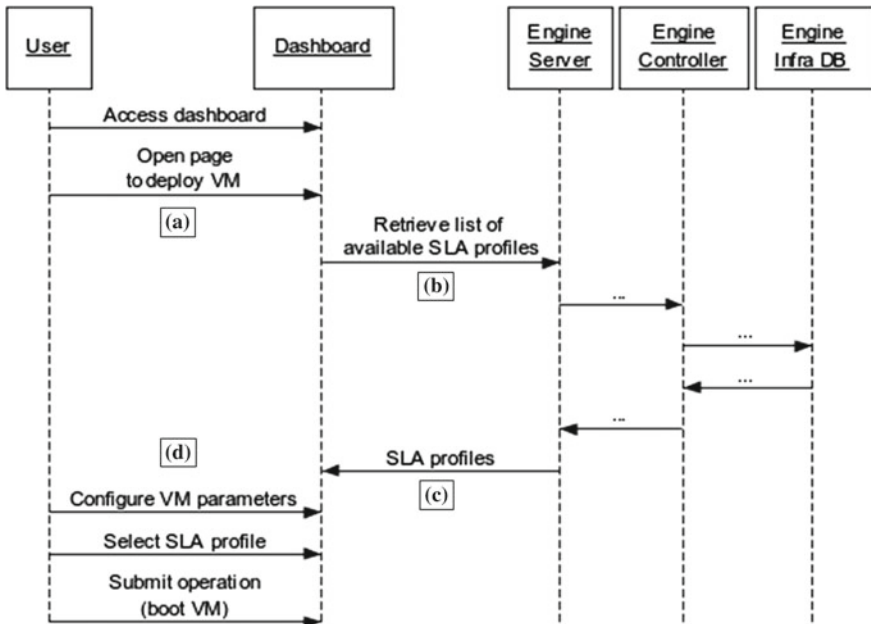 User
Dashboard
Engine
Server
Engine
Controller
Engine
Infra DB
Access dashboard
Open page
to deploy VM
(a)
Retrieve list of
available SLA profiles
(b)
...
...
...
...
(d)
SLA profiles
(c)
Configure VM parameters
Select SLA profile
Submit operation
(boot VM)